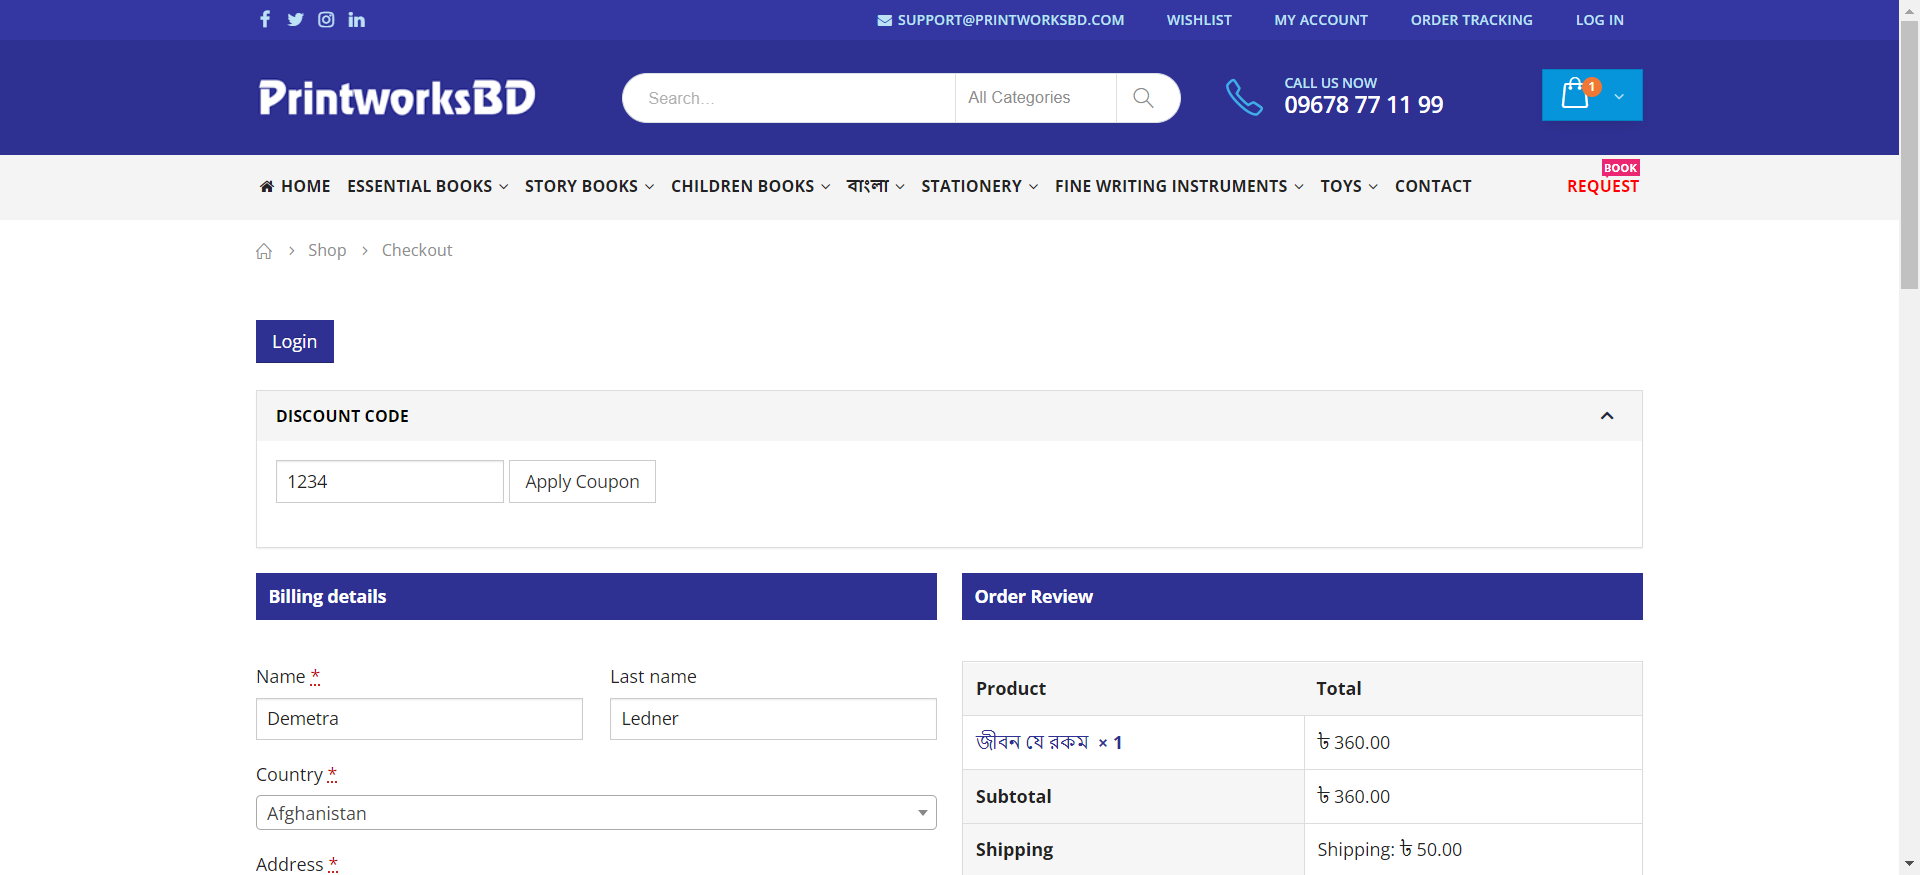 SUPPORT@PRINTWORKSBD.COM WISHLIST MY ACCOUNT ORDER TRACKING LOG IN
PrintworksBD
Search...
All Categories
CALL US NOW
09678 77 11 99
1
BOOK
HOME ESSENTIAL BOOKS STORY BOOKS CHILDREN BOOKS বাংলা STATIONERY FINE WRITING INSTRUMENTS TOYS CONTACT REQUEST
Shop Checkout
Login
DISCOUNT CODE
1234 Apply Coupon
Billing details
Name * Last name
Demetra Ledner
Country *
Afghanistan
Address *
Order Review
Product Total
জীবন যে রকম × 1 ৳ 360.00
Subtotal ৳ 360.00
Shipping Shipping: ৳ 50.00